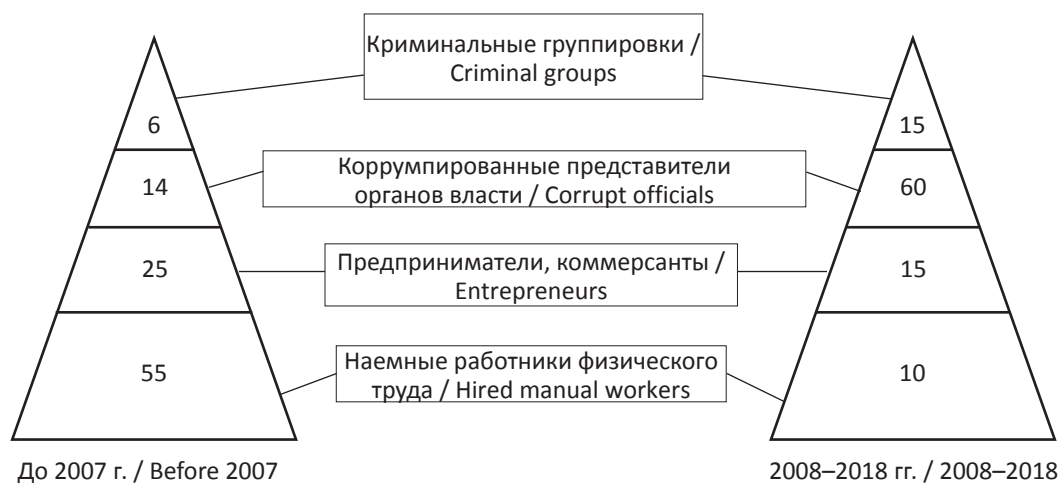 Криминальные группировки /
Criminal groups
6
15
Коррумпированные представители
органов власти / Corrupt officials
14
60
Предприниматели, коммерсанты /
Entrepreneurs
25
15
Наемные работники физического
труда / Hired manual workers
55
10
До 2007 г. / Before 2007
2008–2018 гг. / 2008–2018